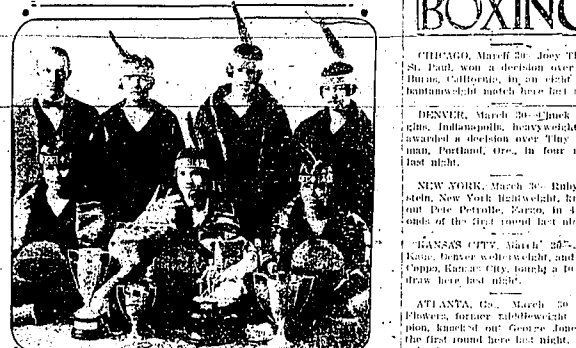 BOXING
CHICAGO, March 30— Joey
St. Paul, won a decision over
Burns, California, in an eight
bantamweight match here last
DENVER, March 30—Chuck
gins, Indianapolis, heavyweight
awarded a decision over Tiny
man, Portland, Ore., in four
last night.
NEW YORK, March 30— Ruby
stein, New York lightweight,
out Pete Petrolle, Fargo, in
onds of the first round last
KANSAS CITY, March 30—
Kane, Denver welterweight, and
Coppo, Kansas City, fought a 10
draw here last night.
ATLANTA, Ga., March 30
Flowers, former middleweight
pion, knocked out George Jones
the first round here last night.